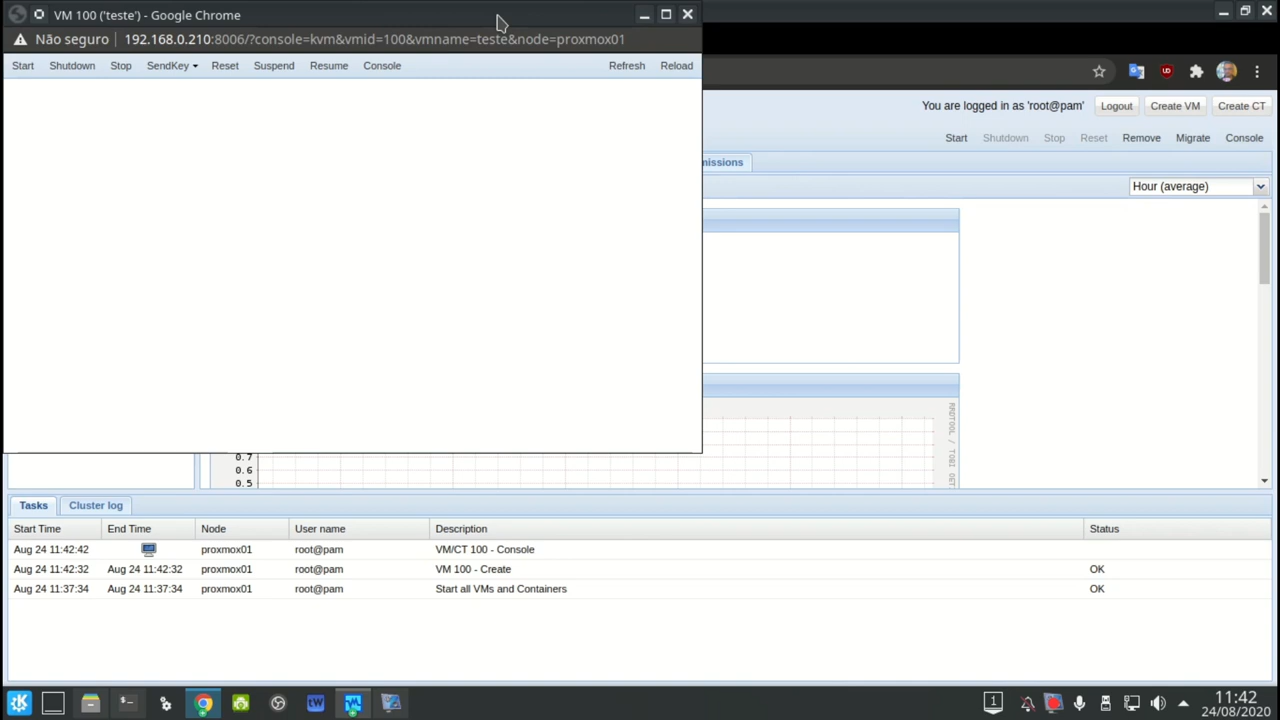 VM 100 ('teste') - Google Chrome
Não seguro 192.168.0.210:8006/?console=kvm&vmid=100&vmname=teste&node=proxmox01
Start Shutdown Stop SendKey Reset Suspend Resume Console Refresh Reload
You are logged in as 'root@pam' Logout Create VM Create CT
Start Shutdown Stop Reset Remove Migrate Console
missions
Hour (average)
0.7
0.6
0.5
Tasks Cluster log
Start Time End Time Node User name Description Status
Aug 24 11:42:42 proxmox01 root@pam VM/CT 100 - Console
Aug 24 11:42:32 Aug 24 11:42:32 proxmox01 root@pam VM 100 - Create OK
Aug 24 11:37:34 Aug 24 11:37:34 proxmox01 root@pam Start all VMs and Containers OK
1 11:42
24/08/2020